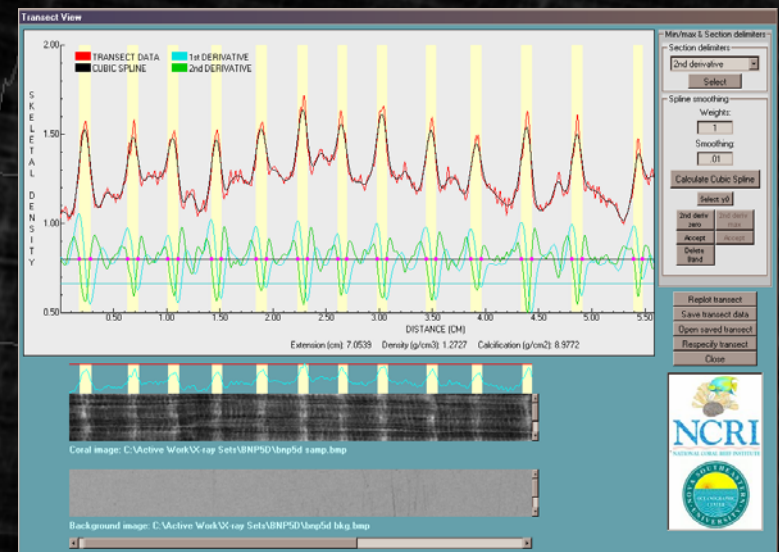 Transect View
2.00
TRANSECT DATA
1st DERIVATIVE
CUBIC SPLINE
2nd DERIVATIVE
SKELETAL DENSITY
1.50
1.00
0.50
0.50 1.00 1.50 2.00 2.50 3.00 3.50 4.00 4.50 5.00 5.50
DISTANCE (CM)
Extension (cm): 7.0539 Density (g/cm3): 1.2727 Calcification (g/cm2): 8.9772
Min/max & Section delimiters
Section delimiters
2nd derivative
Select
Spline smoothing
Weights:
1
Smoothing:
.01
Calculate Cubic Spline
Select y0
2nd deriv zero
2nd deriv max
Accept
Accept
Delete Band
Replot transect
Save transect data
Open saved transect
Respecify transect
Close
Coral image: C:\Active Work\X-ray Sets\BNP5D\bnp5d samp.bmp
Background image: C:\Active Work\X-ray Sets\BNP5D\bnp5d bkg.bmp
NCRI
NATIONAL CORAL REEF INSTITUTE
NOVA SOUTHEASTERN UNIVERSITY
OCEANOGRAPHIC
CENTER